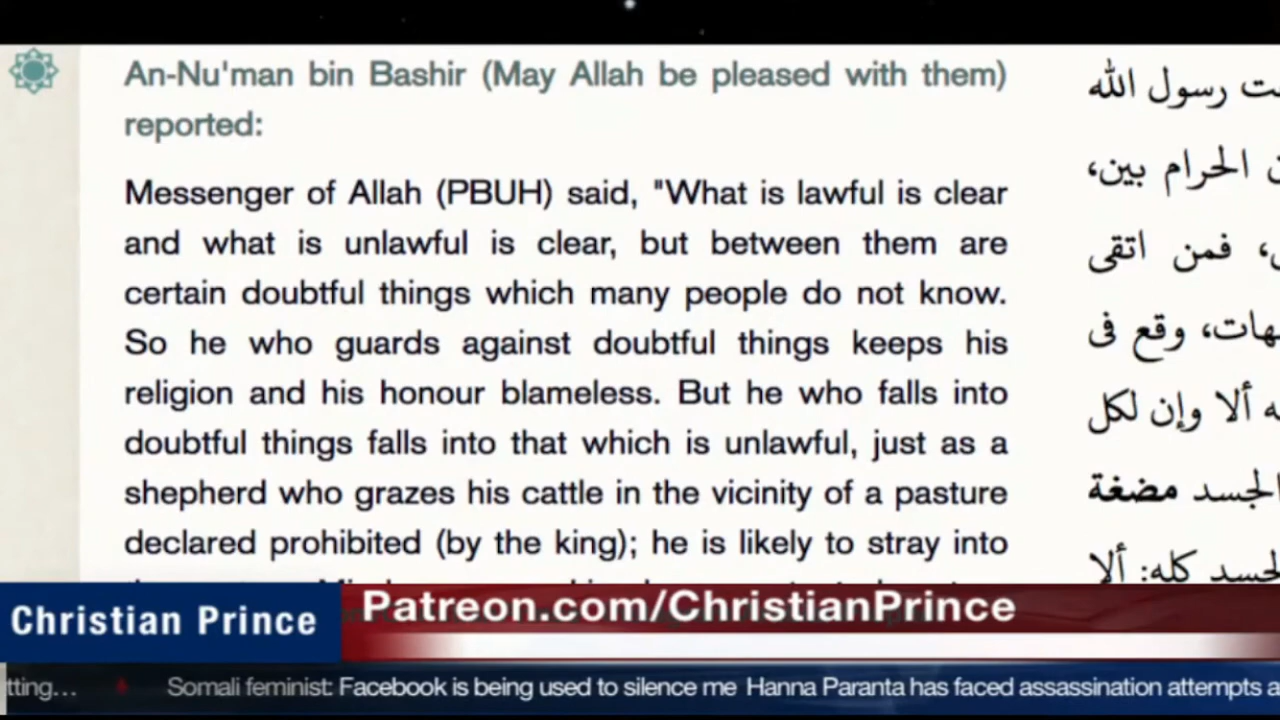 An-Nu'man bin Bashir (May Allah be pleased with them)
reported:
Messenger of Allah (PBUH) said, "What is lawful is clear
and what is unlawful is clear, but between them are
certain doubtful things which many people do not know.
So he who guards against doubtful things keeps his
religion and his honour blameless. But he who falls into
doubtful things falls into that which is unlawful, just as a
shepherd who grazes his cattle in the vicinity of a pasture
declared prohibited (by the king); he is likely to stray into
رسول الله
الحرام بين،
فمن اتقى
وقع فى
ألا وإن لكل
الجسد مضغة
كله: ألا
Christian Prince
Patreon.com/ChristianPrince
tting... Somali feminist: Facebook is being used to silence me Hanna Paranta has faced assassination attempts a